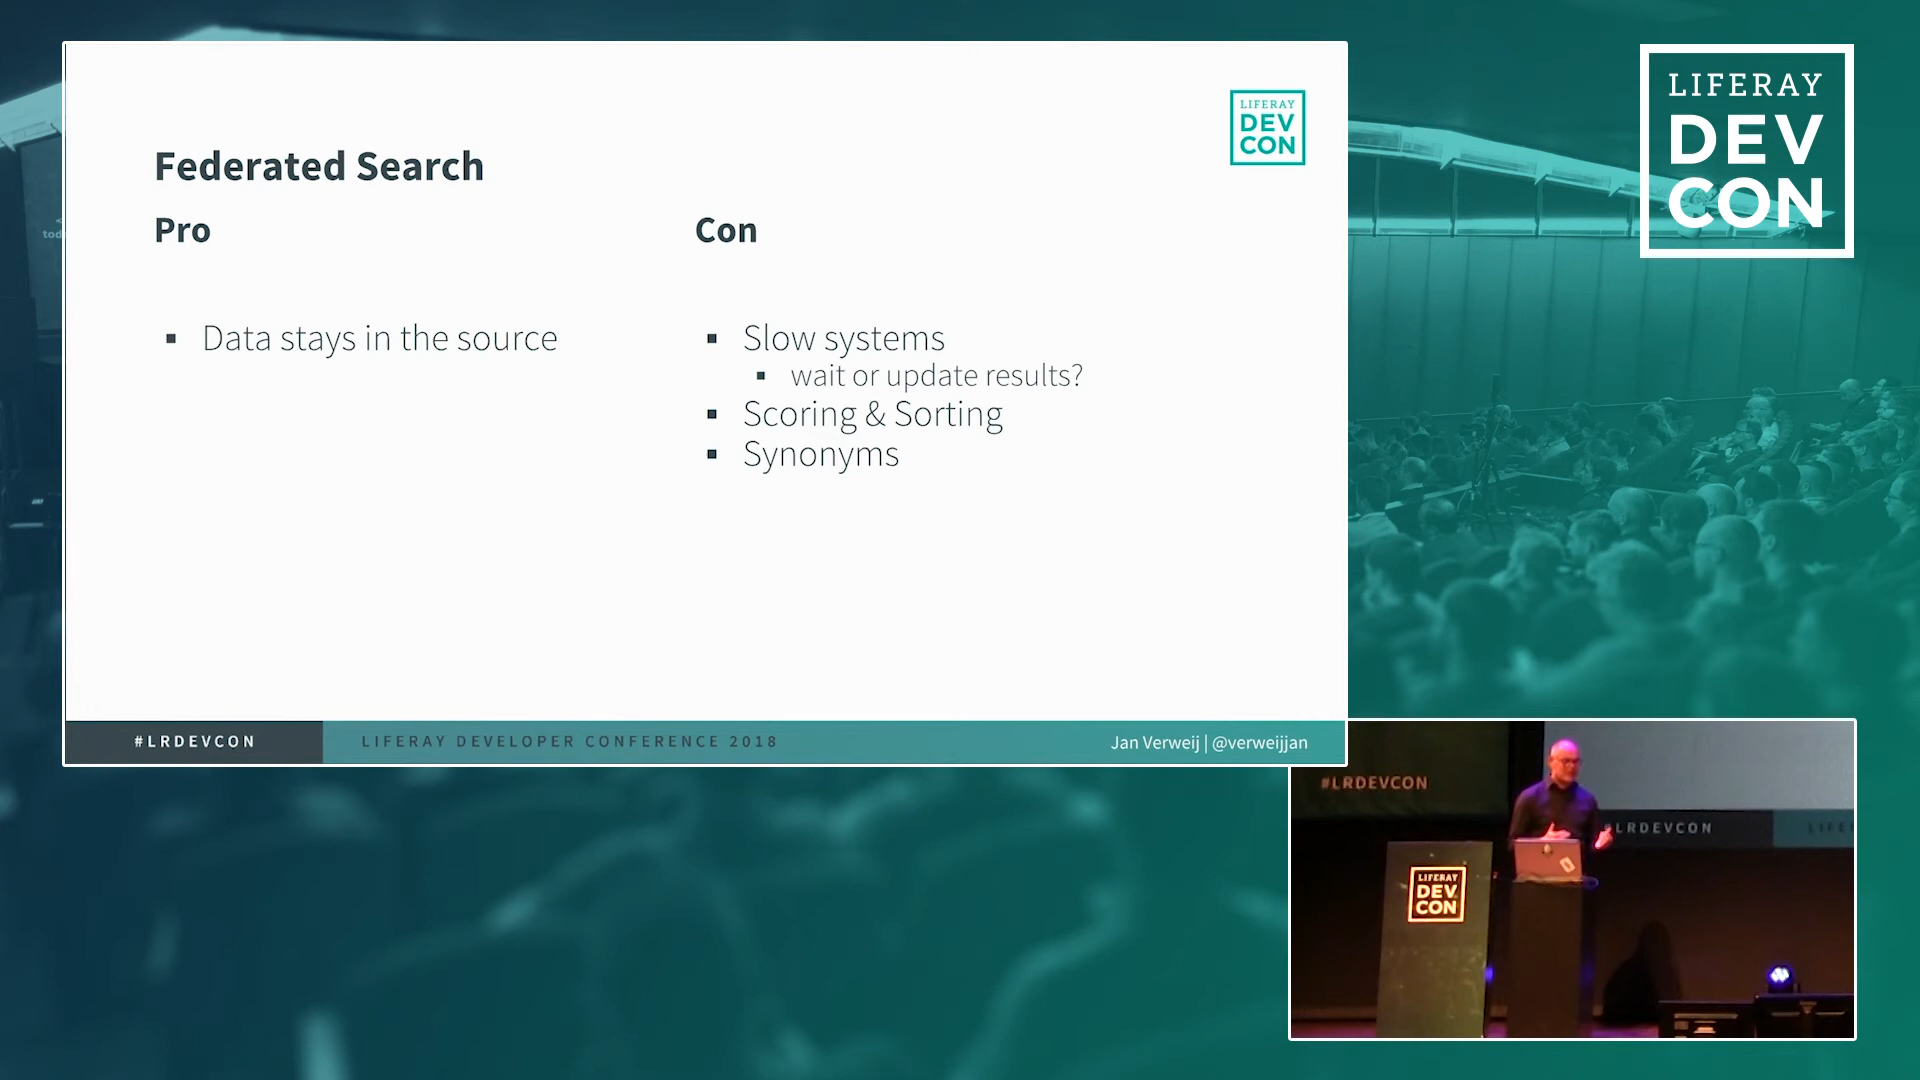 LIFERAY
DEV
CON
LIFERAY
DEV
CON
Federated Search
Pro
Con
Data stays in the source
Slow systems
wait or update results?
Scoring & Sorting
Synonyms
#LRDEVCON
LIFERAY DEVELOPER CONFERENCE 2018
Jan Verweij | @verweijjan
#LRDEVCON
LRDEVCON
LIFERAY
DEV
CON